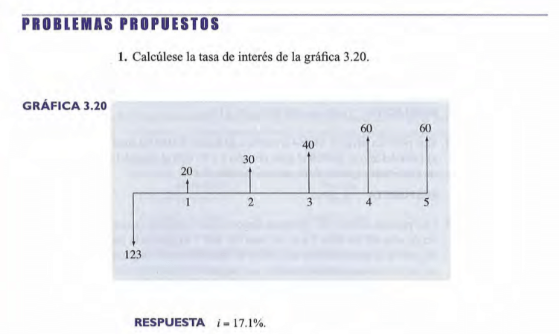 PROBLEMAS PROPUESTOS
1. Calcúlese la tasa de interés de la gráfica 3.20.
GRÁFICA 3.20
60 60
40
30
20
1 2 3 4 5
123
RESPUESTA i = 17.1%.